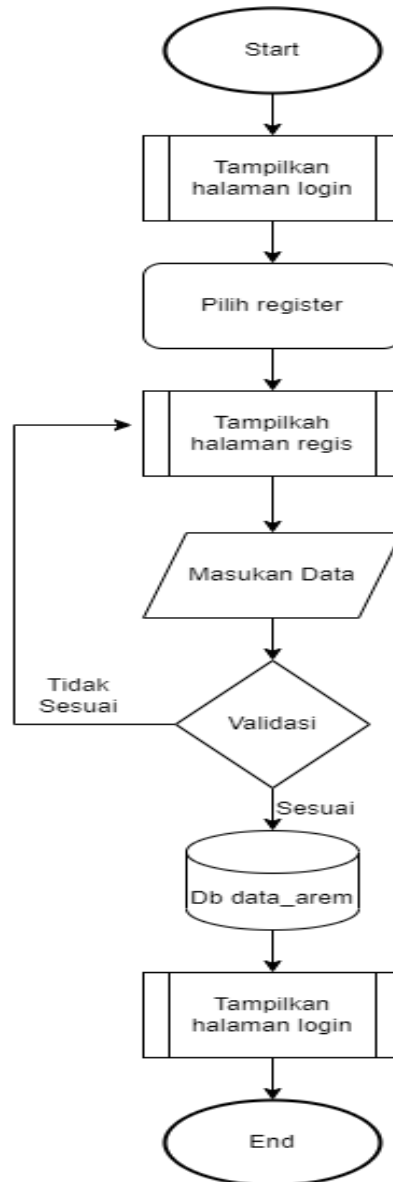 Start
Tampilkan
halaman login
Pilih register
Tampilkah
halaman regis
Masukan Data
Tidak
Sesuai
Validasi
Sesuai
Db data_arem
Tampilkan
halaman login
End